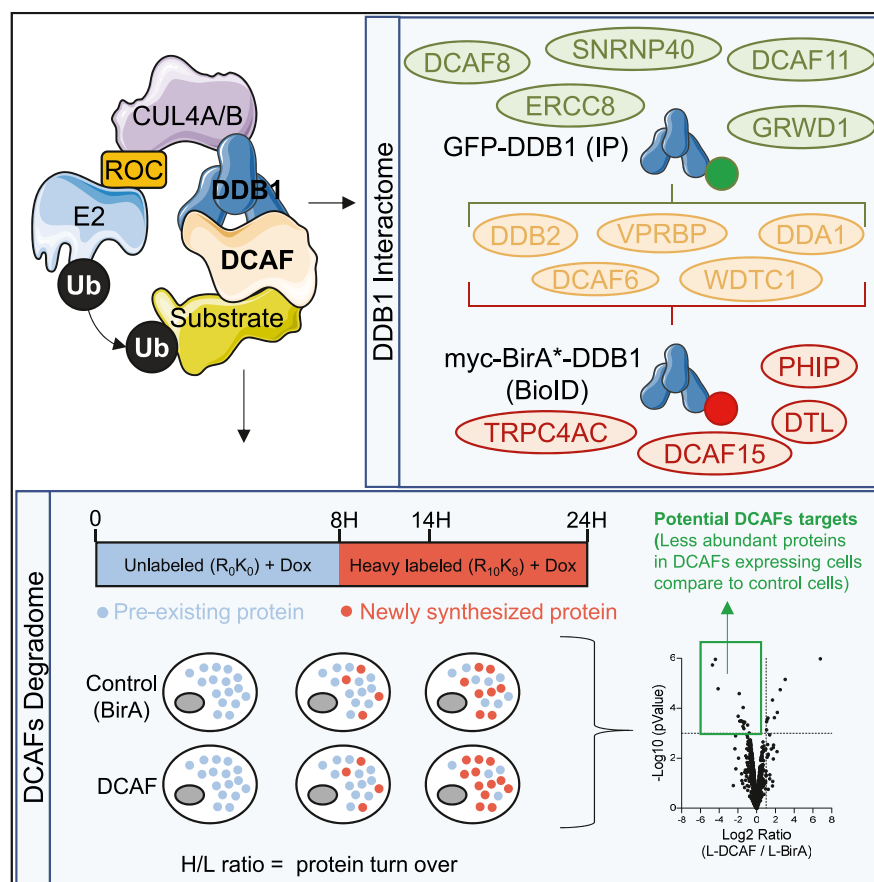 CUL4A/B
ROC
DDB1
E2
DCAF
Ub
Substrate
Ub
DDB1 Interactome
DCAF8
SNRNP40
DCAF11
ERCC8
GRWD1
GFP-DDB1 (IP)
DDB2
VPRBP
DDA1
DCAF6
WDTC1
myc-BirA*-DDB1
(BioID)
PHIP
DTL
TRPC4AC
DCAF15
DCAFs Degradome
0
8H
14H
24H
Unlabeled (R₀K₀) + Dox
Heavy labeled (R₁₀K₈) + Dox
Pre-existing protein
Newly synthesized protein
Control
(BirA)
DCAF
H/L ratio = protein turn over
Potential DCAFs targets
(Less abundant proteins
in DCAFs expressing cells
compare to control cells)
-Log10 (pValue)
6
4
2
0
-8 -6 -4 -2 0 2 4 6 8
Log2 Ratio
(L-DCAF / L-BirA)